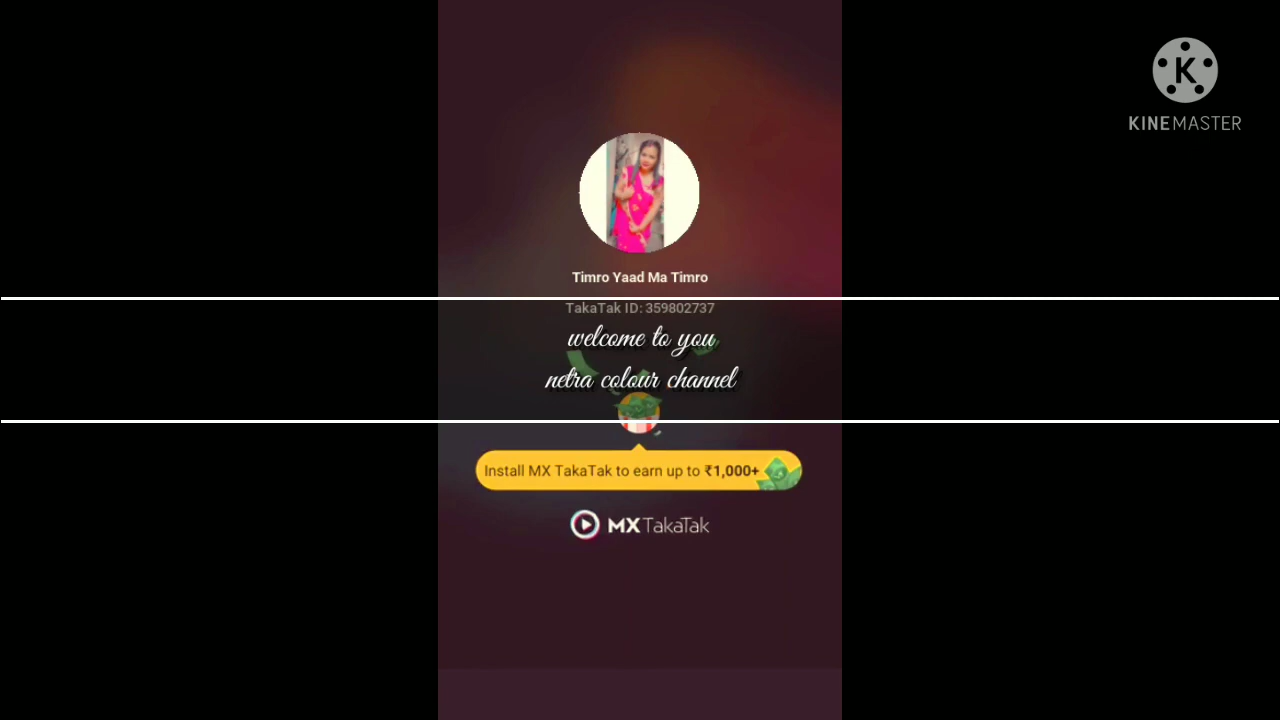 KINEMASTER
Timro Yaad Ma Timro
TakaTak ID: 359802737
welcome to you
netra colour channel
Install MX TakaTak to earn up to ₹1,000+
MX TakaTak